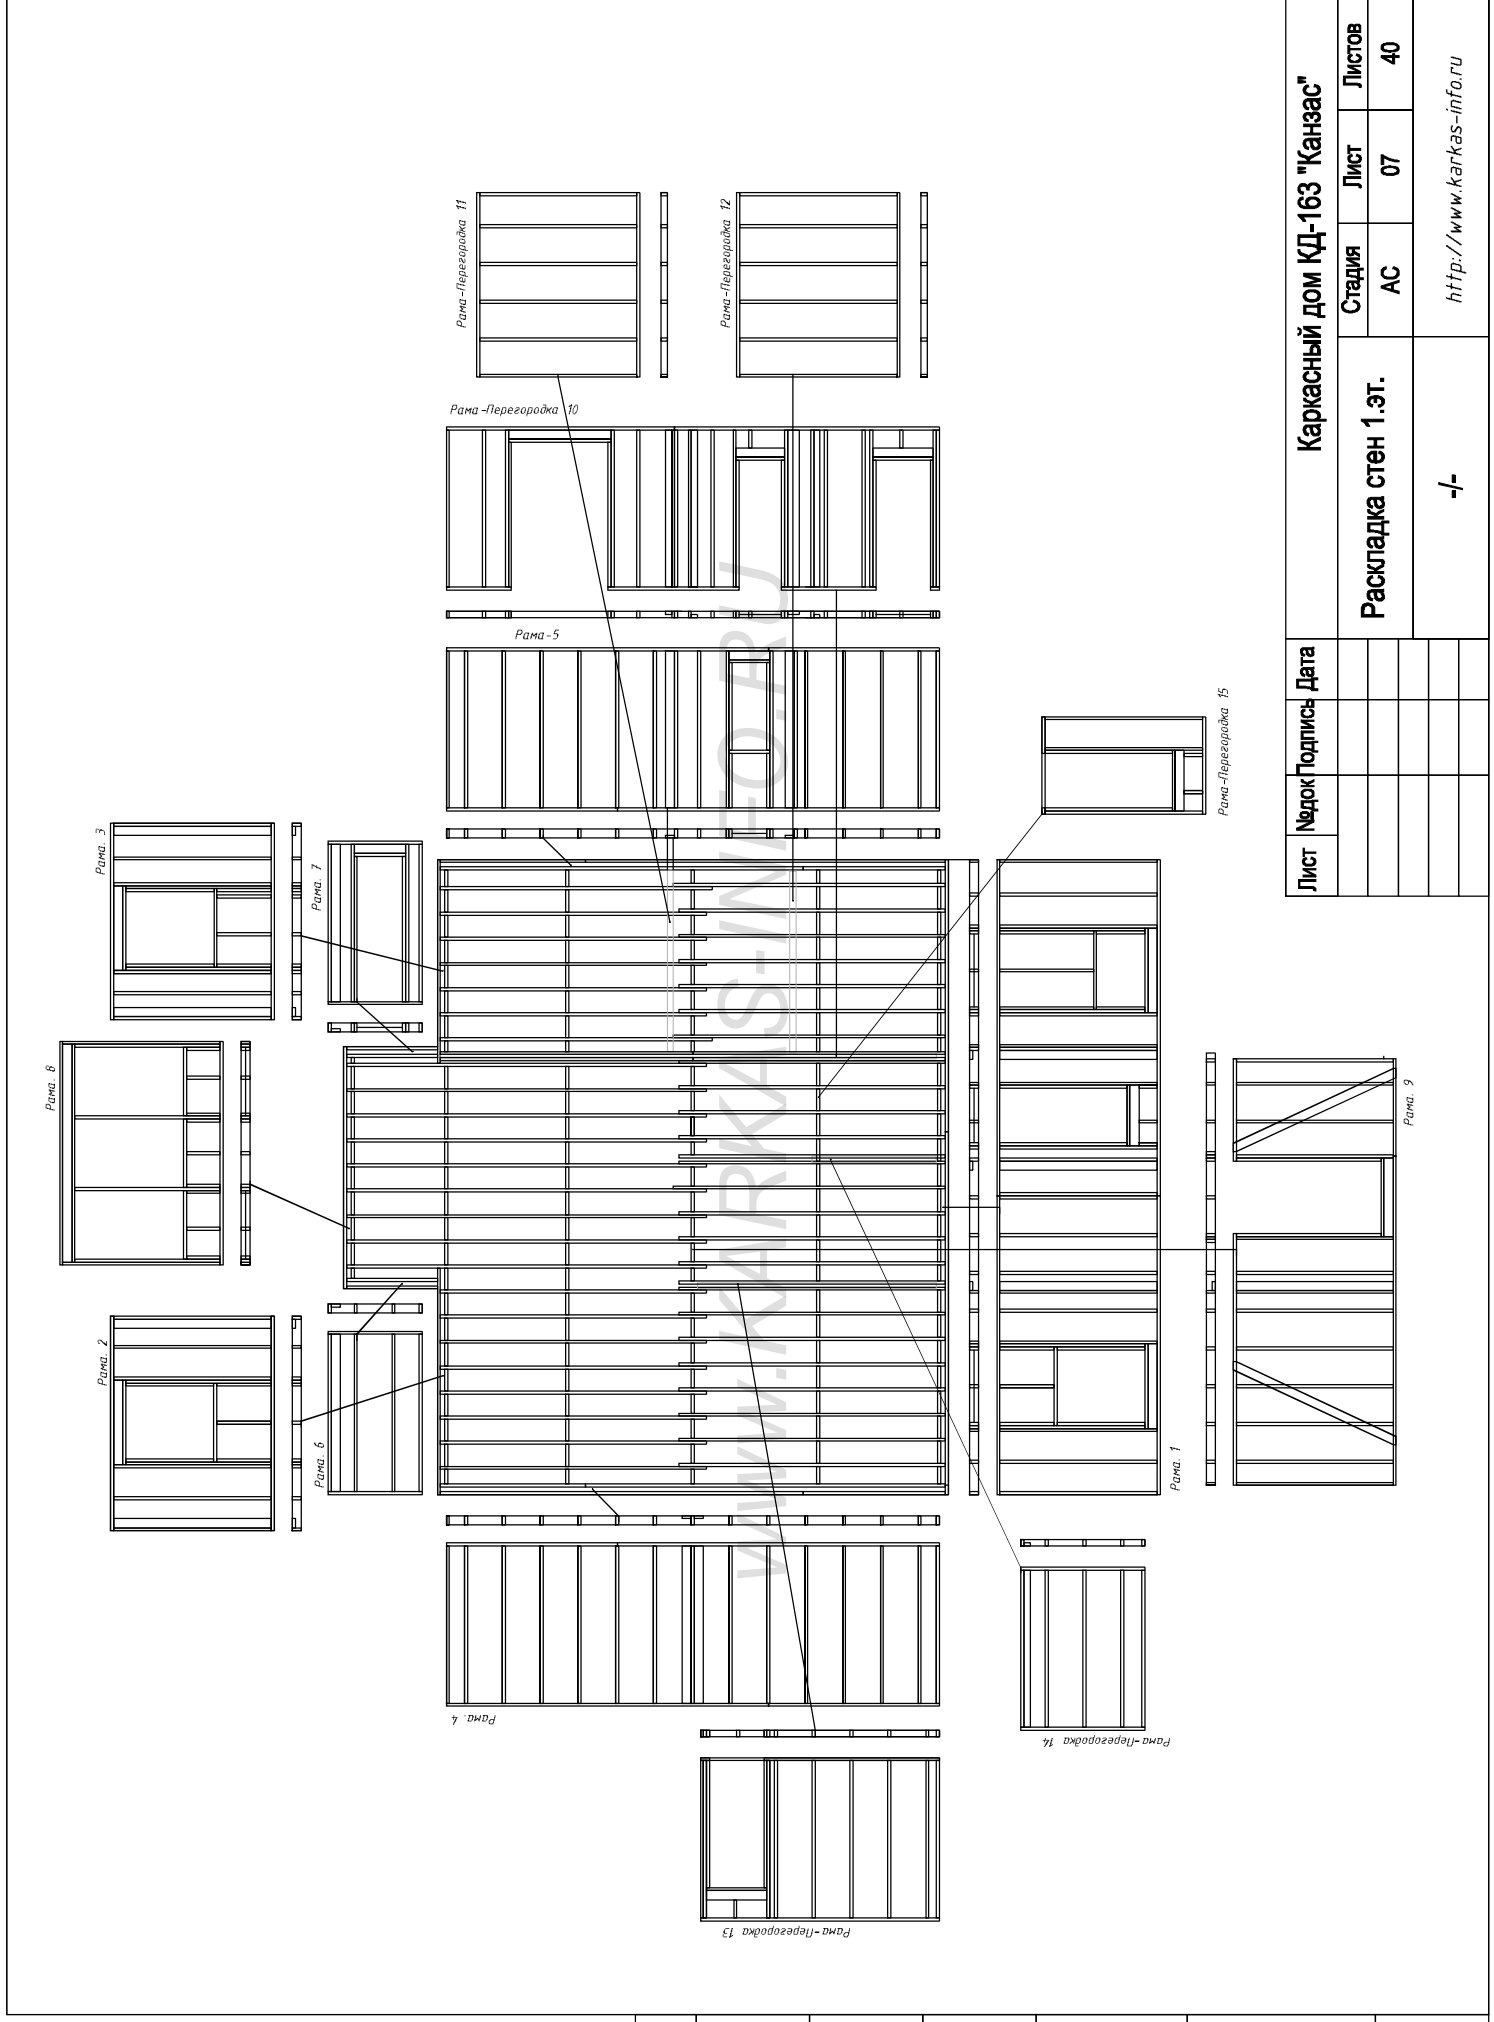 Рама. 8
Рама. 3
Рама. 2
Рама. 7
Рама. 6
Рама-Перегородка 11
Рама-Перегородка 12
Рама-Перегородка 10
Рама-5
Рама. 4
Рама-Перегородка 13
Рама-Перегородка 14
Рама-Перегородка 15
Рама. 1
Рама. 9
www.KARKAS-INFO.RU
Каркасный дом КД-163 "Канзас"
Лист №док Подпись Дата
Раскладка стен 1.эт.
Стадия Лист Листов
АС 07 40
-/-
http://www.karkas-info.ru